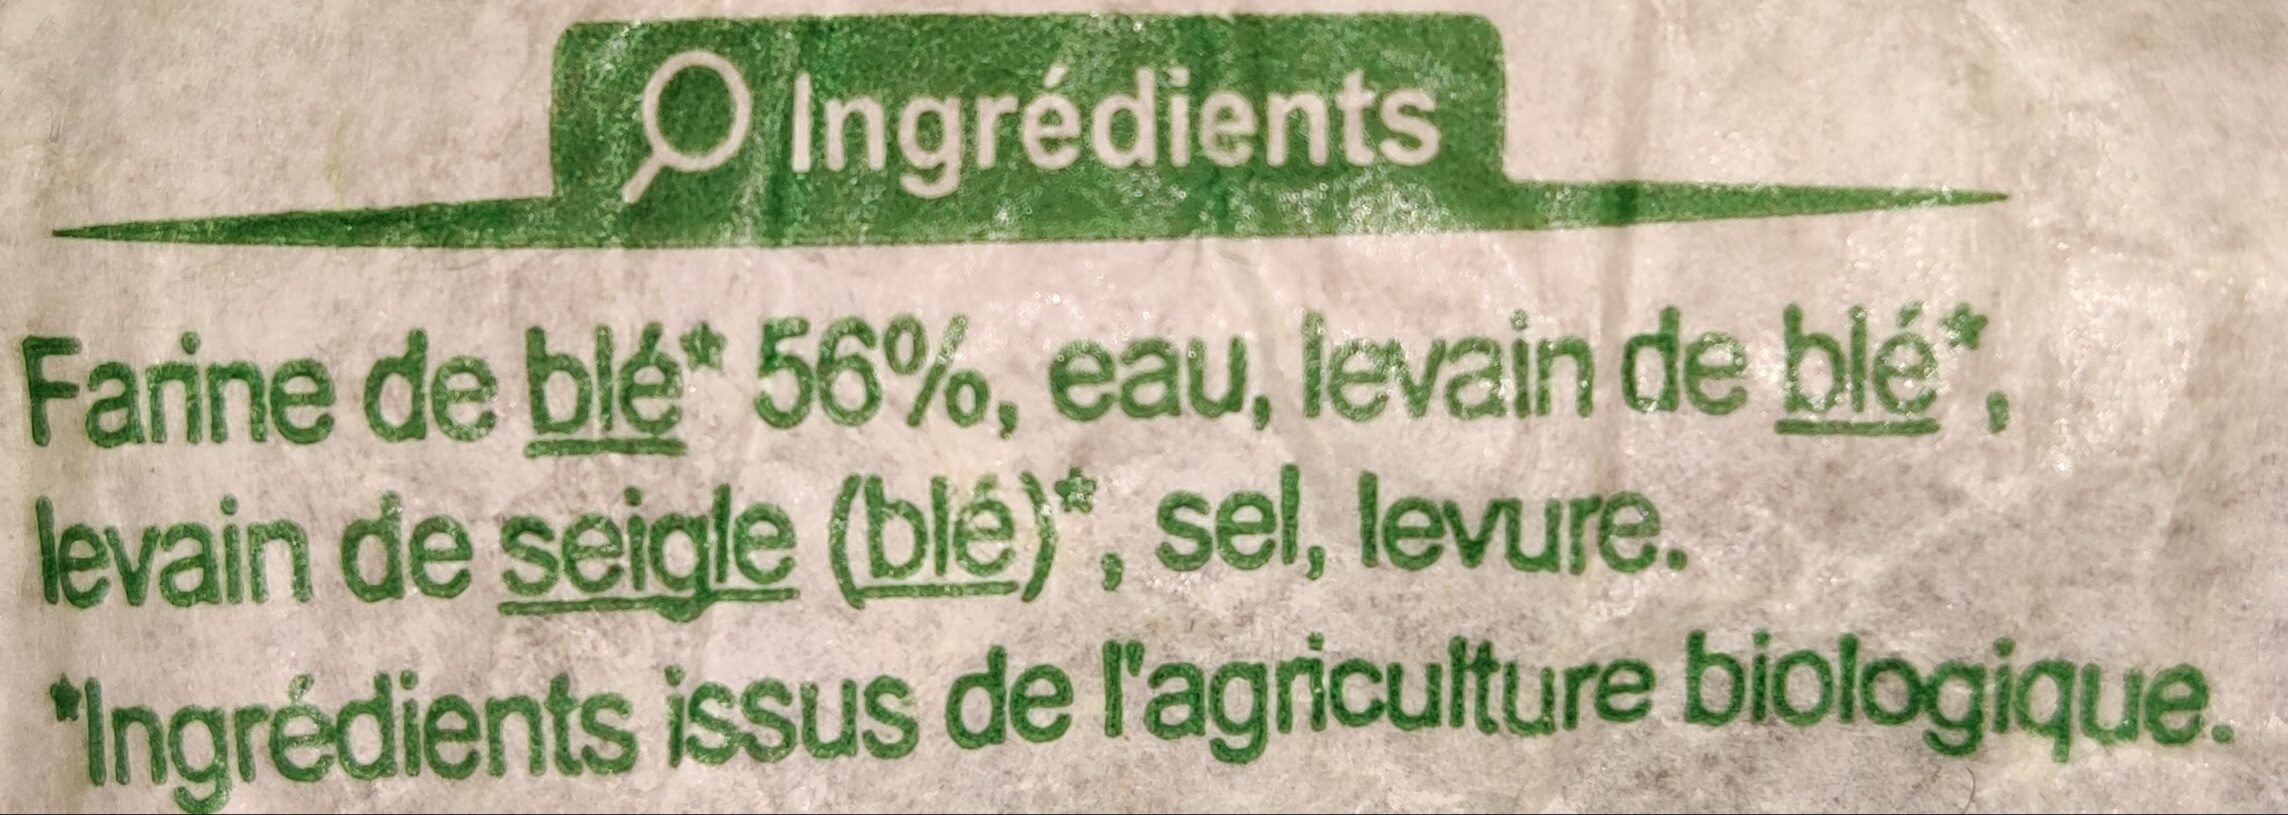 Ingrédients
Farine de blé* 56%, eau, levain de blé*,
levain de seigle (blé)*, sel, levure.
*Ingrédients issus de l'agriculture biologique.